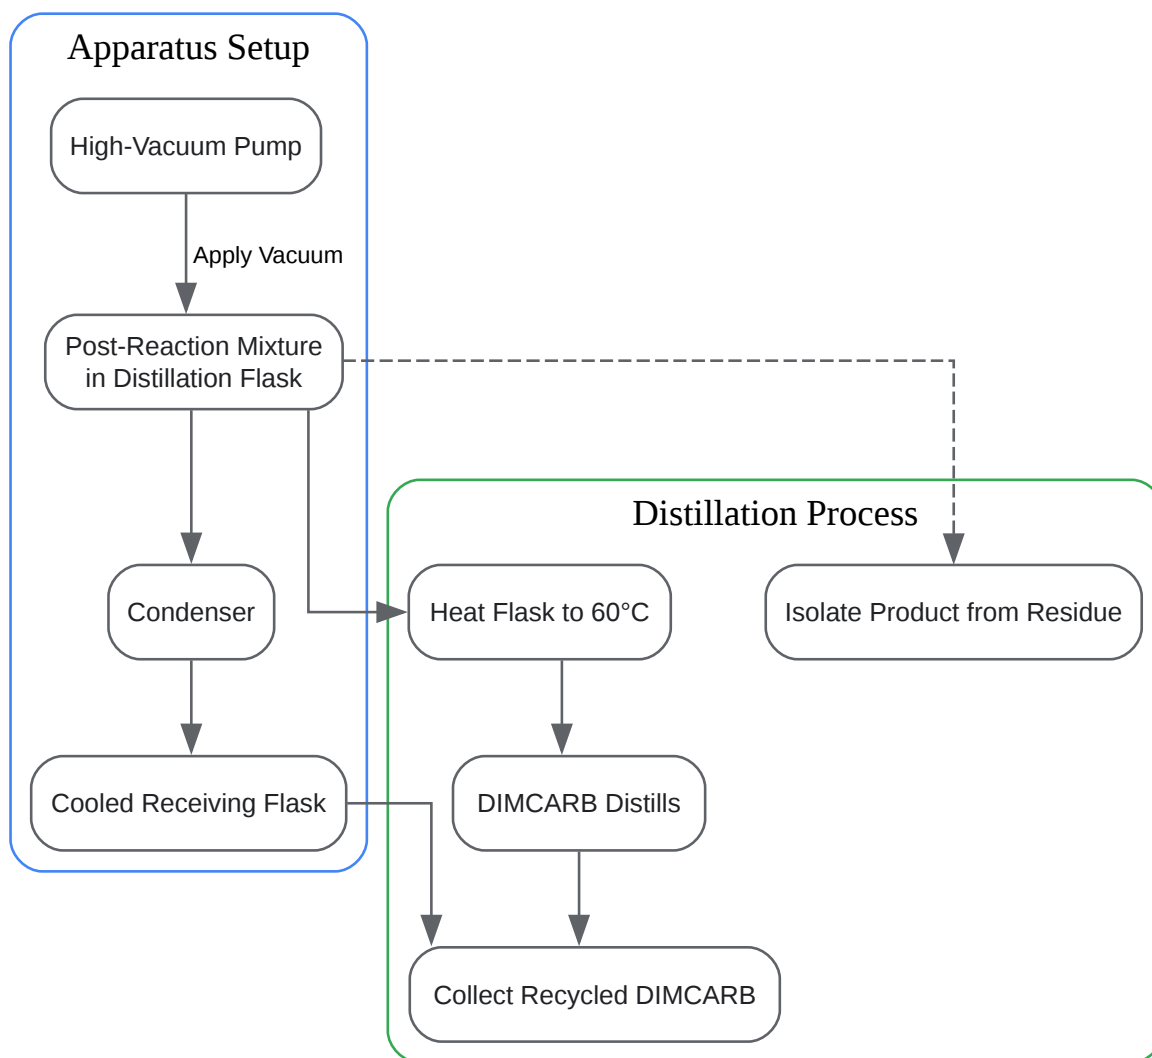 Apparatus Setup
High-Vacuum Pump
Apply Vacuum
Post-Reaction Mixture
in Distillation Flask
Condenser
Cooled Receiving Flask
Distillation Process
Heat Flask to 60°C
Isolate Product from Residue
DIMCARB Distills
Collect Recycled DIMCARB